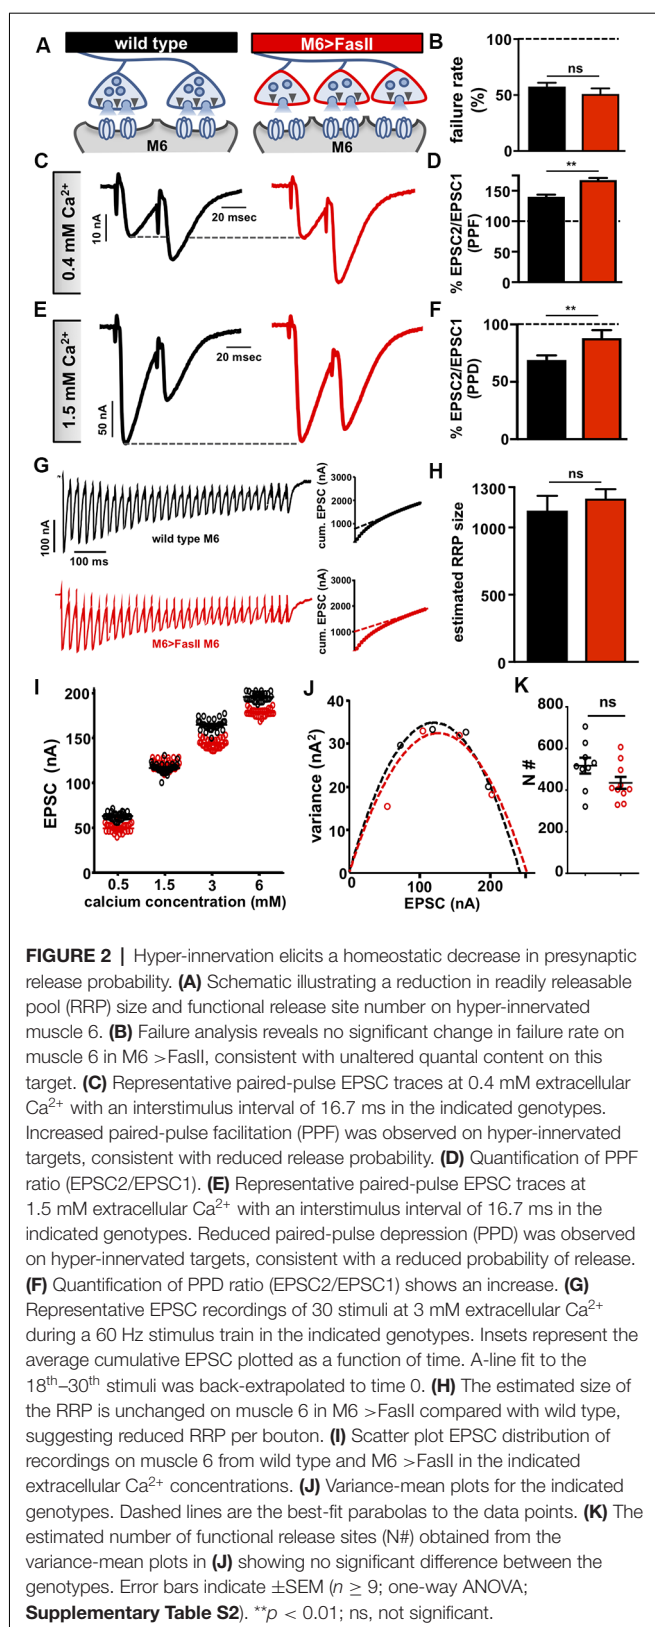 A
wild type
M6>FasII
M6
M6
B
failure rate
(%)
100
50
0
ns
C
0.4 mM Ca²⁺
10 nA
20 msec
D
% EPSC2/EPSC1
(PPF)
150
100
50
0
**
E
1.5 mM Ca²⁺
50 nA
20 msec
F
% EPSC2/EPSC1
(PPD)
100
50
0
**
G
100 nA
100 ms
wild type M6
cum. EPSC (nA)
3000
2000
1000
M6>FasII M6
cum. EPSC (nA)
3000
2000
1000
H
estimated RRP size
1300
1000
500
0
ns
I
EPSC (nA)
200
150
100
50
0
0.5 1.5 3 6
calcium concentration (mM)
J
variance (nA²)
40
30
20
10
0
0 100 200
EPSC (nA)
K
N #
800
600
400
0
ns
FIGURE 2 | Hyper-innervation elicits a homeostatic decrease in presynaptic
release probability. (A) Schematic illustrating a reduction in readily releasable
pool (RRP) size and functional release site number on hyper-innervated
muscle 6. (B) Failure analysis reveals no significant change in failure rate on
muscle 6 in M6 >FasII, consistent with unaltered quantal content on this
target. (C) Representative paired-pulse EPSC traces at 0.4 mM extracellular
Ca²⁺ with an interstimulus interval of 16.7 ms in the indicated genotypes.
Increased paired-pulse facilitation (PPF) was observed on hyper-innervated
targets, consistent with reduced release probability. (D) Quantification of PPF
ratio (EPSC2/EPSC1). (E) Representative paired-pulse EPSC traces at
1.5 mM extracellular Ca²⁺ with an interstimulus interval of 16.7 ms in the
indicated genotypes. Reduced paired-pulse depression (PPD) was observed
on hyper-innervated targets, consistent with a reduced probability of release.
(F) Quantification of PPD ratio (EPSC2/EPSC1) shows an increase. (G)
Representative EPSC recordings of 30 stimuli at 3 mM extracellular Ca²⁺
during a 60 Hz stimulus train in the indicated genotypes. Insets represent the
average cumulative EPSC plotted as a function of time. A-line fit to the
18th–30th stimuli was back-extrapolated to time 0. (H) The estimated size of
the RRP is unchanged on muscle 6 in M6 >FasII compared with wild type,
suggesting reduced RRP per bouton. (I) Scatter plot EPSC distribution of
recordings on muscle 6 from wild type and M6 >FasII in the indicated
extracellular Ca²⁺ concentrations. (J) Variance-mean plots for the indicated
genotypes. Dashed lines are the best-fit parabolas to the data points. (K) The
estimated number of functional release sites (N#) obtained from the
variance-mean plots in (J) showing no significant difference between the
genotypes. Error bars indicate ±SEM (n ≥ 9; one-way ANOVA;
Supplementary Table S2). **p < 0.01; ns, not significant.